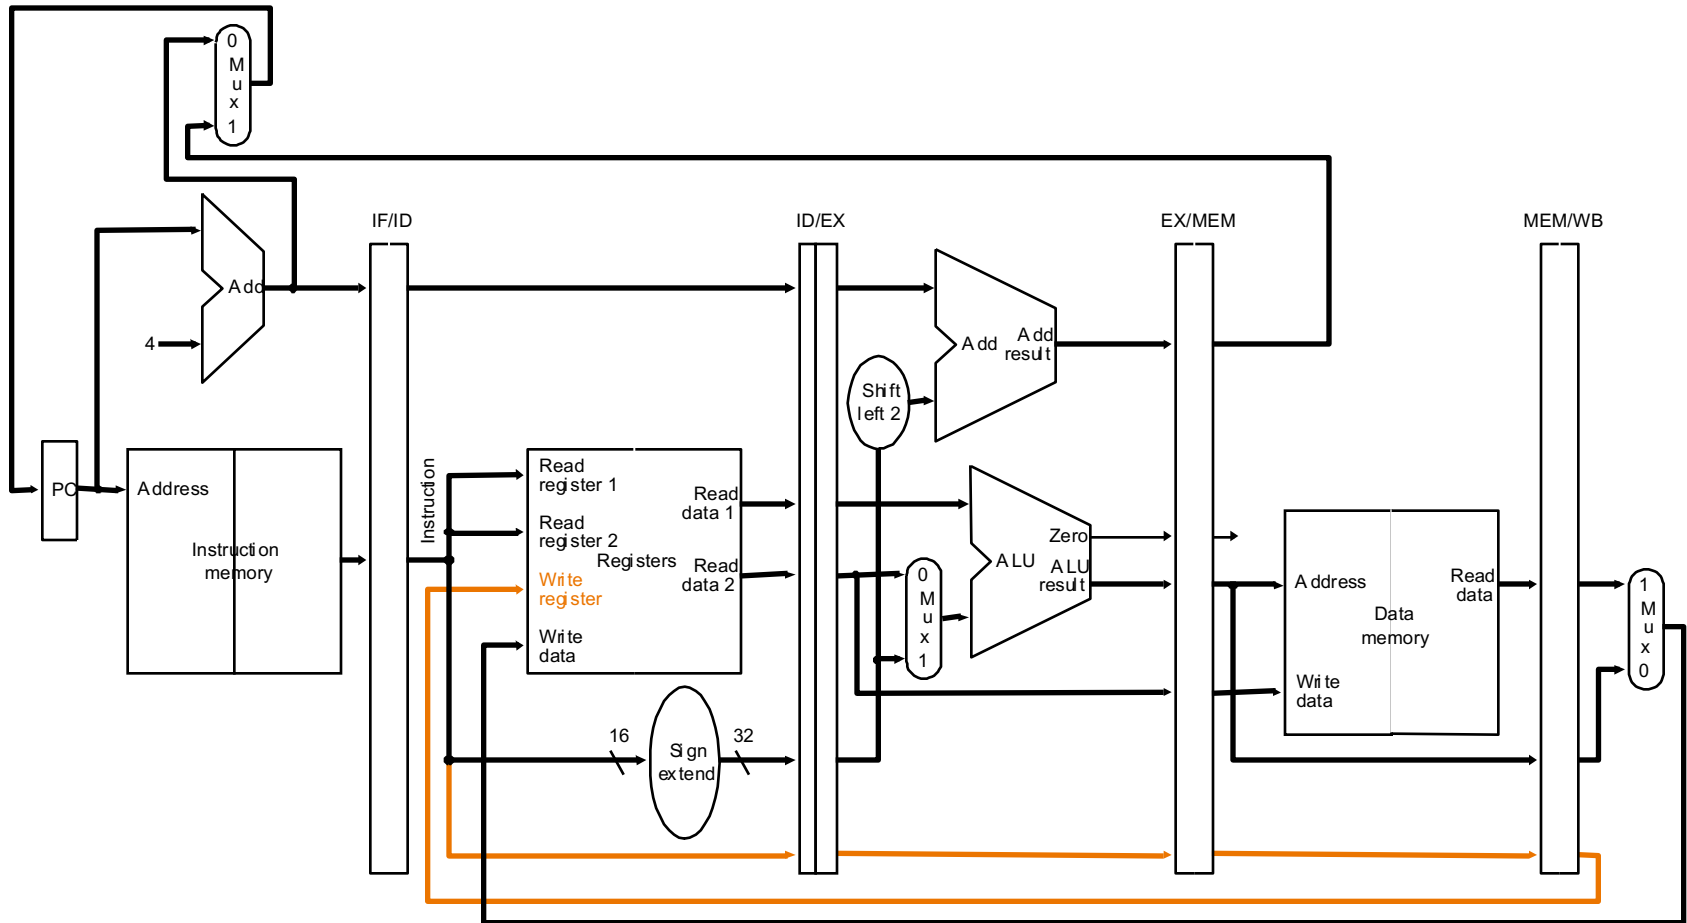 0
M
u
x
1
IF/ID
ID/EX
EX/MEM
MEM/WB
Add
4
Add
Add
result
Shift
left 2
PC
Address
Instruction
memory
Instruction
Read
register 1
Read
register 2
Write
register
Write
data
Registers
Read
data 1
Read
data 2
Zero
ALU
ALU
result
0
M
u
x
1
Address
Read
data
Data
memory
Write
data
1
M
u
x
0
16
Sign
extend
32